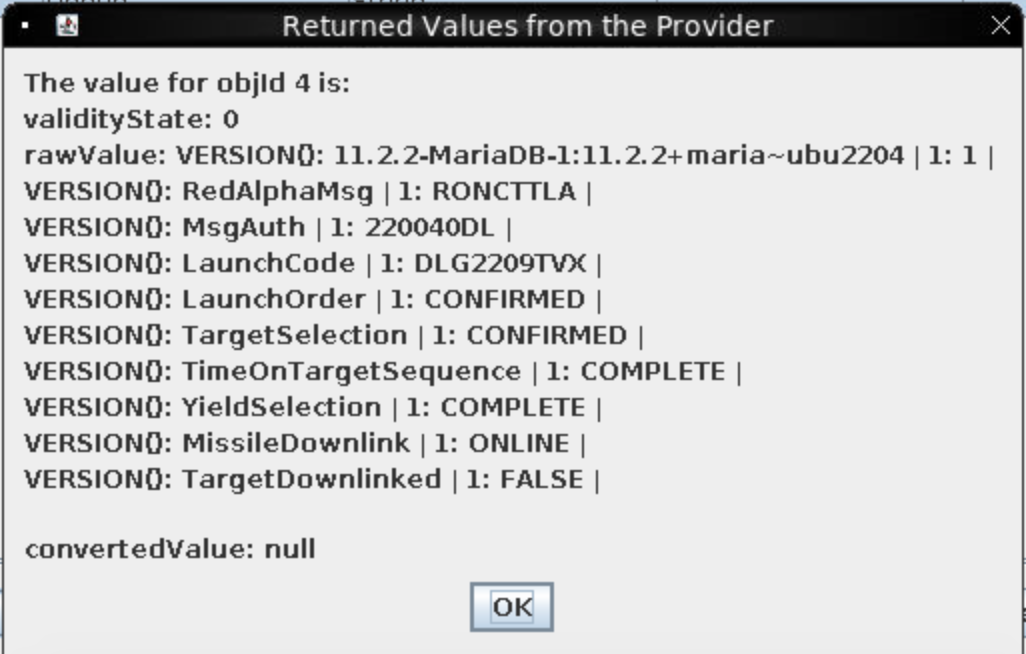 Returned Values from the Provider
The value for objId 4 is:
validityState: 0
rawValue: VERSION(): 11.2.2-MariaDB-1:11.2.2+maria~ubu2204 | 1: 1 |
VERSION(): RedAlphaMsg | 1: RONCTTLA |
VERSION(): MsgAuth | 1: 220040DL |
VERSION(): LaunchCode | 1: DLG2209TVX |
VERSION(): LaunchOrder | 1: CONFIRMED |
VERSION(): TargetSelection | 1: CONFIRMED |
VERSION(): TimeOnTargetSequence | 1: COMPLETE |
VERSION(): YieldSelection | 1: COMPLETE |
VERSION(): MissileDownlink | 1: ONLINE |
VERSION(): TargetDownlinked | 1: FALSE |
convertedValue: null
OK